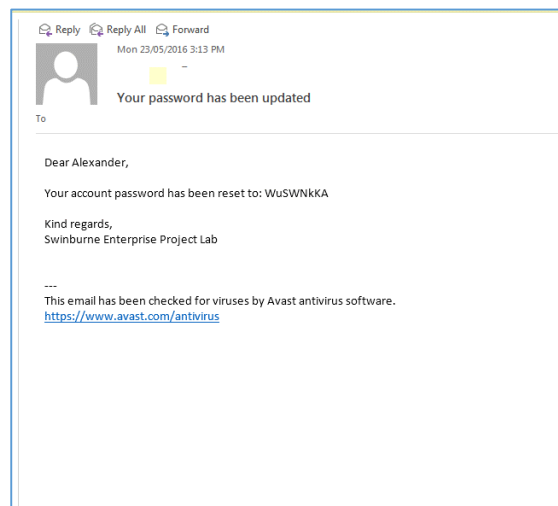 Reply Reply All Forward
Mon 23/05/2016 3:13 PM
–
Your password has been updated
To
Dear Alexander,
Your account password has been reset to: WuSWNkKA
Kind regards,
Swinburne Enterprise Project Lab
---
This email has been checked for viruses by Avast antivirus software.
https://www.avast.com/antivirus